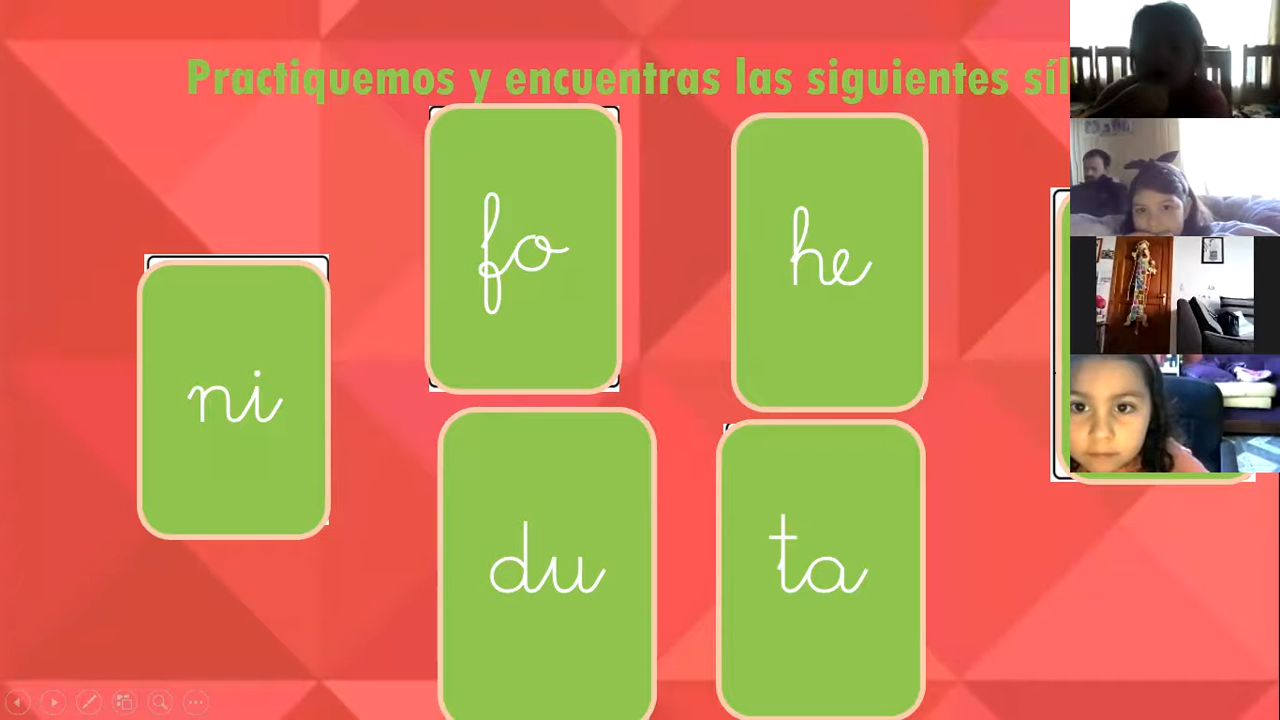 Practiquemos y encuentras las siguientes síl
fo
he
ni
du
ta